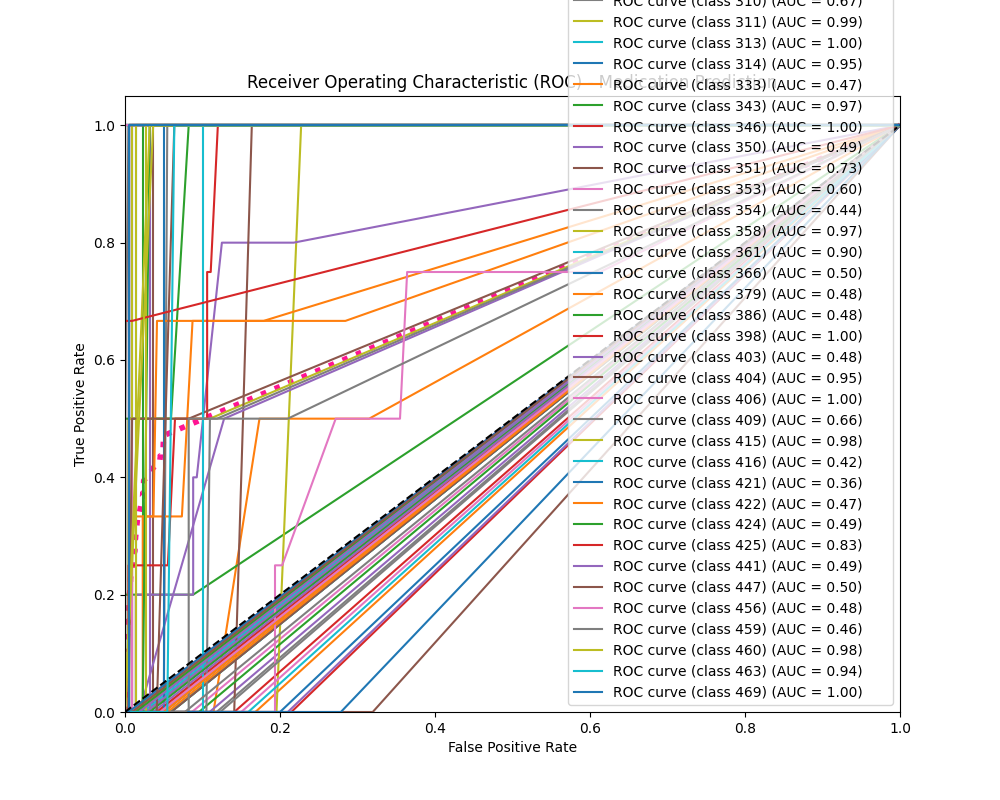 ROC curve (class 310) (AUC = 0.67)
ROC curve (class 311) (AUC = 0.99)
ROC curve (class 313) (AUC = 1.00)
ROC curve (class 314) (AUC = 0.95)
Receiver Operating Characteristic (ROC) - Medication Prediction
ROC curve (class 333) (AUC = 0.47)
ROC curve (class 343) (AUC = 0.97)
ROC curve (class 346) (AUC = 1.00)
ROC curve (class 350) (AUC = 0.49)
ROC curve (class 351) (AUC = 0.73)
ROC curve (class 353) (AUC = 0.60)
ROC curve (class 354) (AUC = 0.44)
ROC curve (class 358) (AUC = 0.97)
ROC curve (class 361) (AUC = 0.90)
ROC curve (class 366) (AUC = 0.50)
ROC curve (class 379) (AUC = 0.48)
ROC curve (class 386) (AUC = 0.48)
ROC curve (class 398) (AUC = 1.00)
ROC curve (class 403) (AUC = 0.48)
ROC curve (class 404) (AUC = 0.95)
ROC curve (class 406) (AUC = 1.00)
ROC curve (class 409) (AUC = 0.66)
ROC curve (class 415) (AUC = 0.98)
ROC curve (class 416) (AUC = 0.42)
ROC curve (class 421) (AUC = 0.36)
ROC curve (class 422) (AUC = 0.47)
ROC curve (class 424) (AUC = 0.49)
ROC curve (class 425) (AUC = 0.83)
ROC curve (class 441) (AUC = 0.49)
ROC curve (class 447) (AUC = 0.50)
ROC curve (class 456) (AUC = 0.48)
ROC curve (class 459) (AUC = 0.46)
ROC curve (class 460) (AUC = 0.98)
ROC curve (class 463) (AUC = 0.94)
ROC curve (class 469) (AUC = 1.00)
True Positive Rate
1.0
0.8
0.6
0.4
0.2
0.0
0.0 0.2 0.4 0.6 0.8 1.0
False Positive Rate